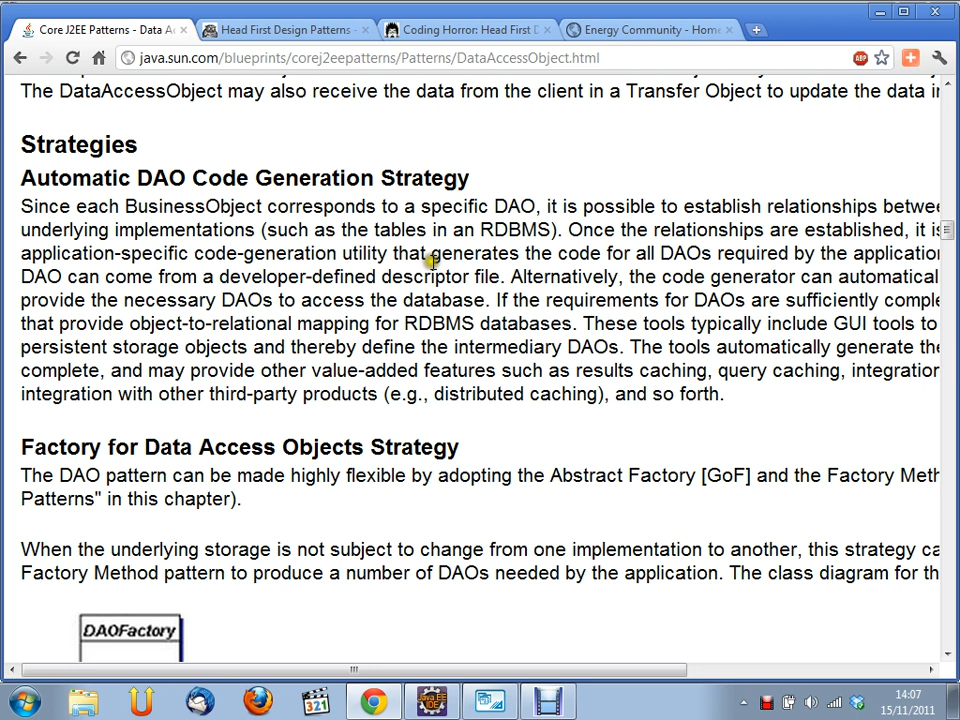 Core J2EE Patterns - Data A
Head First Design Patterns -
Coding Horror: Head First D
Energy Community - Home
java.sun.com/blueprints/corej2eepatterns/Patterns/DataAccessObject.html
ABP
The DataAccessObject may also receive the data from the client in a Transfer Object to update the data in
Strategies
Automatic DAO Code Generation Strategy
Since each BusinessObject corresponds to a specific DAO, it is possible to establish relationships betwe
underlying implementations (such as the tables in an RDBMS). Once the relationships are established, it is
application-specific code-generation utility that generates the code for all DAOs required by the application
DAO can come from a developer-defined descriptor file. Alternatively, the code generator can automatical
provide the necessary DAOs to access the database. If the requirements for DAOs are sufficiently comple
that provide object-to-relational mapping for RDBMS databases. These tools typically include GUI tools to
persistent storage objects and thereby define the intermediary DAOs. The tools automatically generate the
complete, and may provide other value-added features such as results caching, query caching, integration
integration with other third-party products (e.g., distributed caching), and so forth.
Factory for Data Access Objects Strategy
The DAO pattern can be made highly flexible by adopting the Abstract Factory [GoF] and the Factory Meth
Patterns" in this chapter).
When the underlying storage is not subject to change from one implementation to another, this strategy ca
Factory Method pattern to produce a number of DAOs needed by the application. The class diagram for th
DAOFactory
321
Java EE
IDE
14:07
15/11/2011